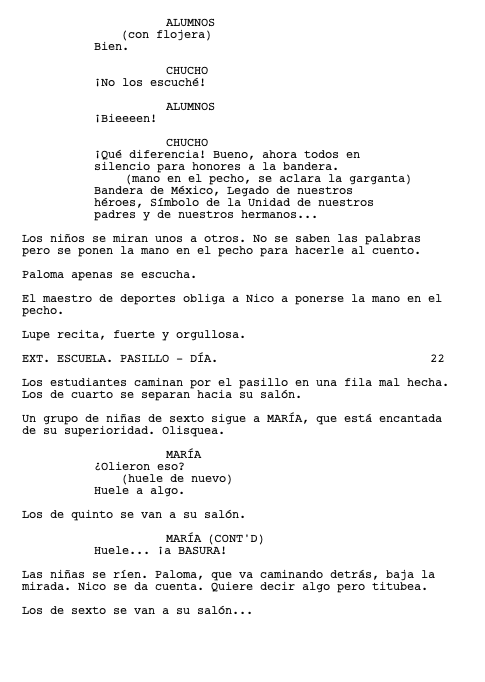 ALUMNOS
(con flojera)
Bien.
CHUCHO
¡No los escuché!
ALUMNOS
¡Bieeeen!
CHUCHO
¡Qué diferencia! Bueno, ahora todos en
silencio para honores a la bandera.
(mano en el pecho, se aclara la garganta)
Bandera de México, Legado de nuestros
héroes, Símbolo de la Unidad de nuestros
padres y de nuestros hermanos...
Los niños se miran unos a otros. No se saben las palabras
pero se ponen la mano en el pecho para hacerle al cuento.
Paloma apenas se escucha.
El maestro de deportes obliga a Nico a ponerse la mano en el
pecho.
Lupe recita, fuerte y orgullosa.
EXT. ESCUELA. PASILLO - DÍA. 22
Los estudiantes caminan por el pasillo en una fila mal hecha.
Los de cuarto se separan hacia su salón.
Un grupo de niñas de sexto sigue a MARÍA, que está encantada
de su superioridad. Olisquea.
MARÍA
¿Olieron eso?
(huele de nuevo)
Huele a algo.
Los de quinto se van a su salón.
MARÍA (CONT'D)
Huele... ¡a BASURA!
Las niñas se ríen. Paloma, que va caminando detrás, baja la
mirada. Nico se da cuenta. Quiere decir algo pero titubea.
Los de sexto se van a su salón...